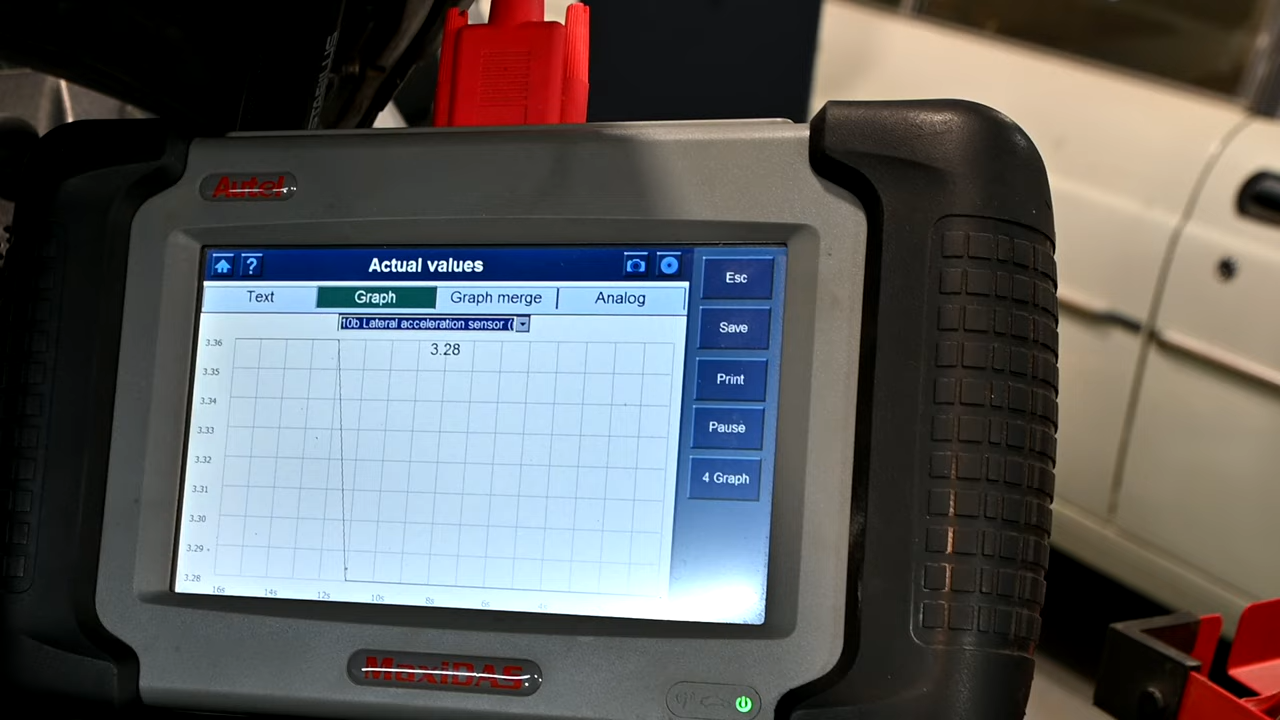 Autel
Actual values
Text Graph Graph merge Analog
10b Lateral acceleration sensor (
3.28
3.36
3.35
3.34
3.33
3.32
3.31
3.30
3.29
3.28
16s 14s 12s 10s 8s 6s
Esc
Save
Print
Pause
4 Graph
MaxiDAS